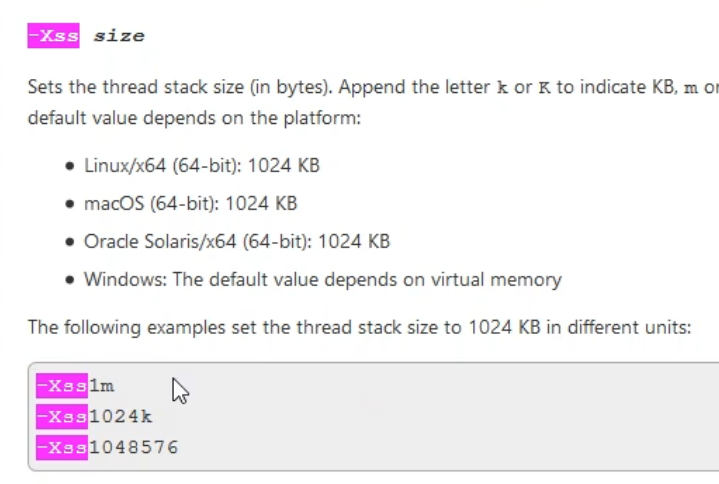 -Xss size
Sets the thread stack size (in bytes). Append the letter k or K to indicate KB, m or
default value depends on the platform:
• Linux/x64 (64-bit): 1024 KB
• macOS (64-bit): 1024 KB
• Oracle Solaris/x64 (64-bit): 1024 KB
• Windows: The default value depends on virtual memory
The following examples set the thread stack size to 1024 KB in different units:
-Xss1m
-Xss1024k
-Xss1048576